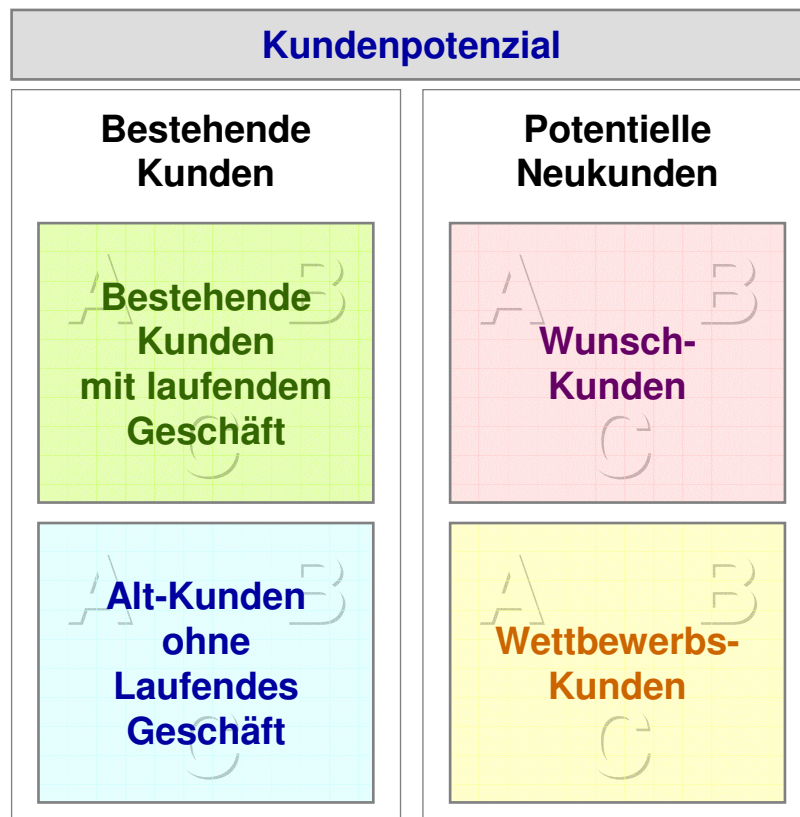 Kundenpotenzial
Bestehende
Kunden
A B
Bestehende
Kunden
mit laufendem
Geschäft
C
A B
Alt-Kunden
ohne
Laufendes
Geschäft
C
Potentielle
Neukunden
A B
Wunsch-
Kunden
C
A B
Wettbewerbs-
Kunden
C